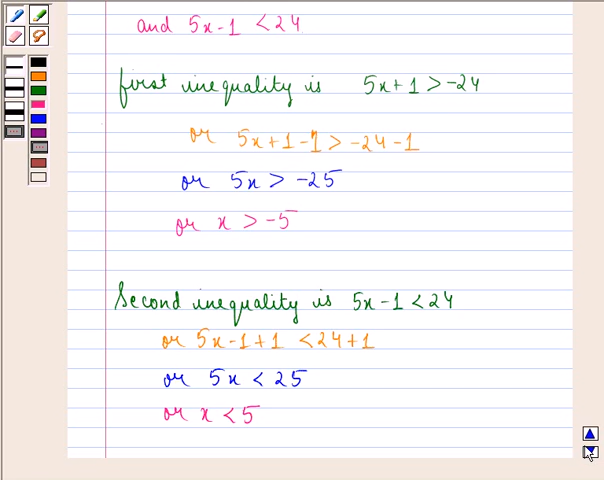 and 5x-1 < 24
first inequality is 5x+1 > -24
or 5x+1-1 > -24-1
or 5x > -25
or x > -5
Second inequality is 5x-1 < 24
or 5x-1+1 < 24+1
or 5x < 25
or x < 5